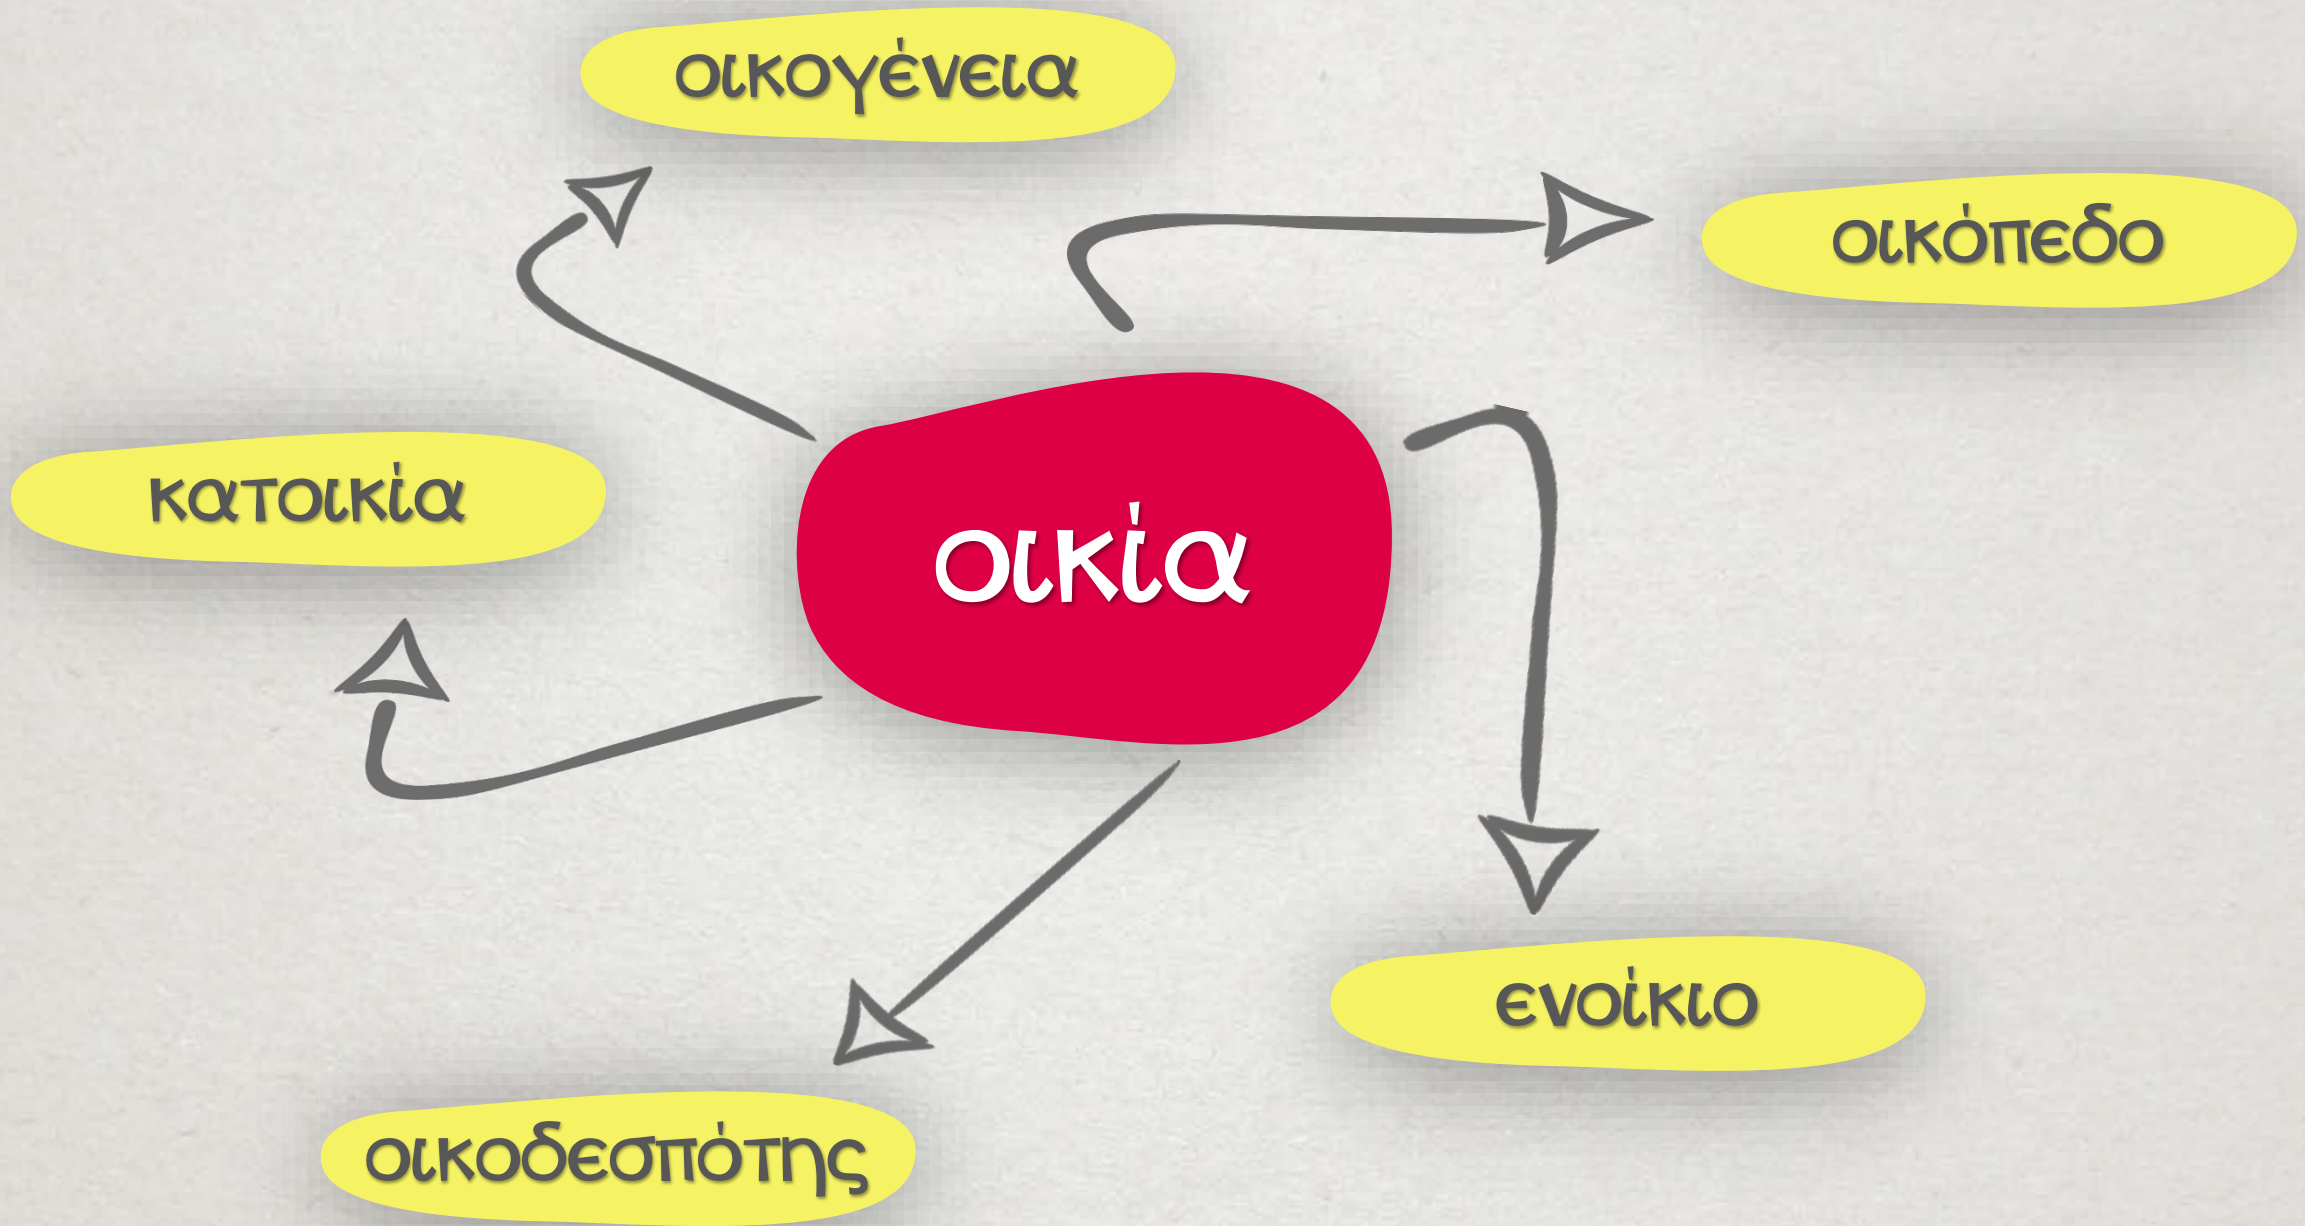 οικογένεια
οικόπεδο
κατοικία
οικία
ενοίκιο
οικοδεσπότης